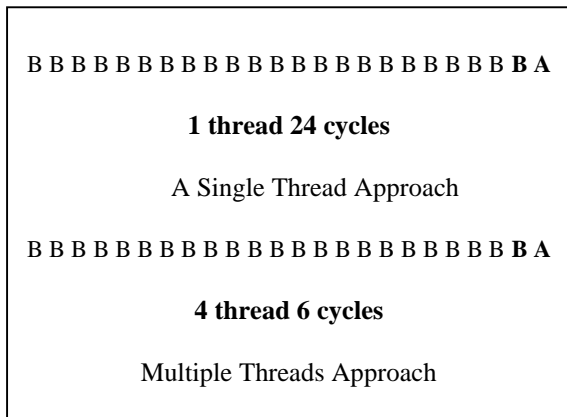 B B B B B B B B B B B B B B B B B B B B B B B A
1 thread 24 cycles
A Single Thread Approach
B B B B B B B B B B B B B B B B B B B B B B B A
4 thread 6 cycles
Multiple Threads Approach